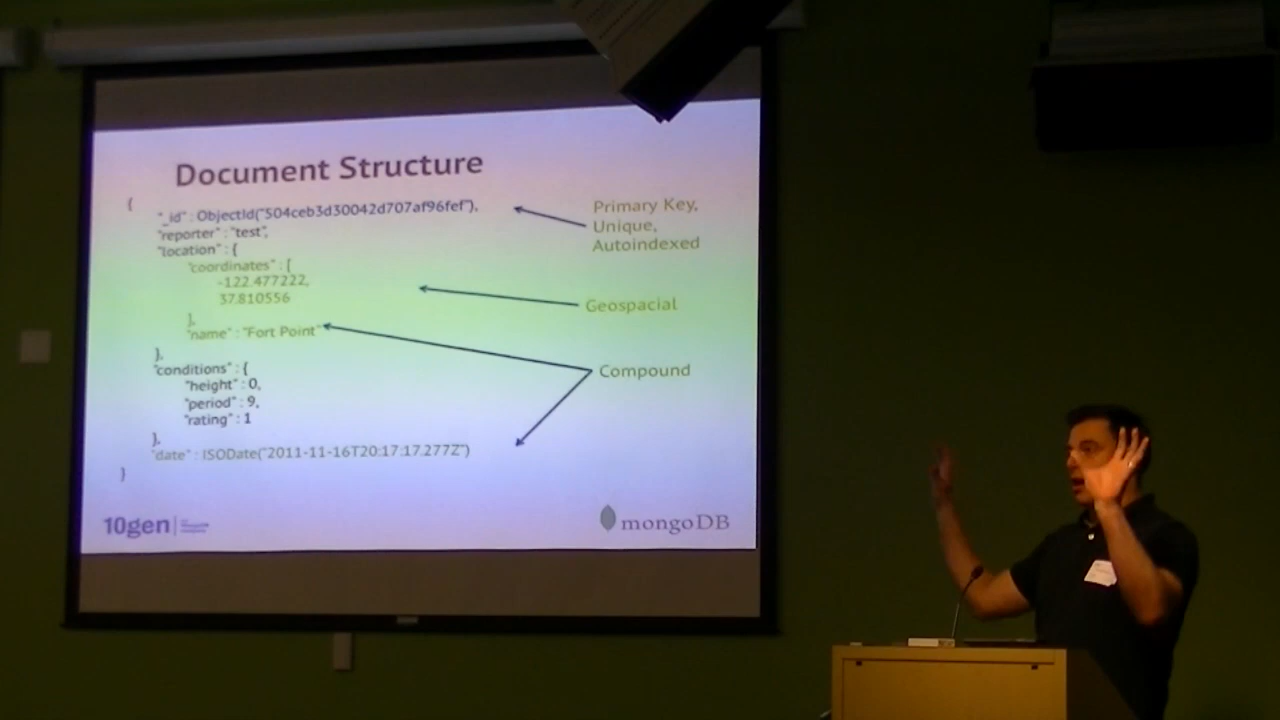 Document Structure
{
"_id" : ObjectId("504ceb3d30042d707af96fef"),
"reporter" : "test",
"location" : {
"coordinates" : [
-122.477222,
37.810556
],
"name" : "Fort Point"
},
"conditions" : {
"height" : 0,
"period" : 9,
"rating" : 1
},
"date" : ISODate("2011-11-16T20:17:17.277Z")
}
Primary Key,
Unique,
Autoindexed
Geospacial
Compound
10gen
mongoDB